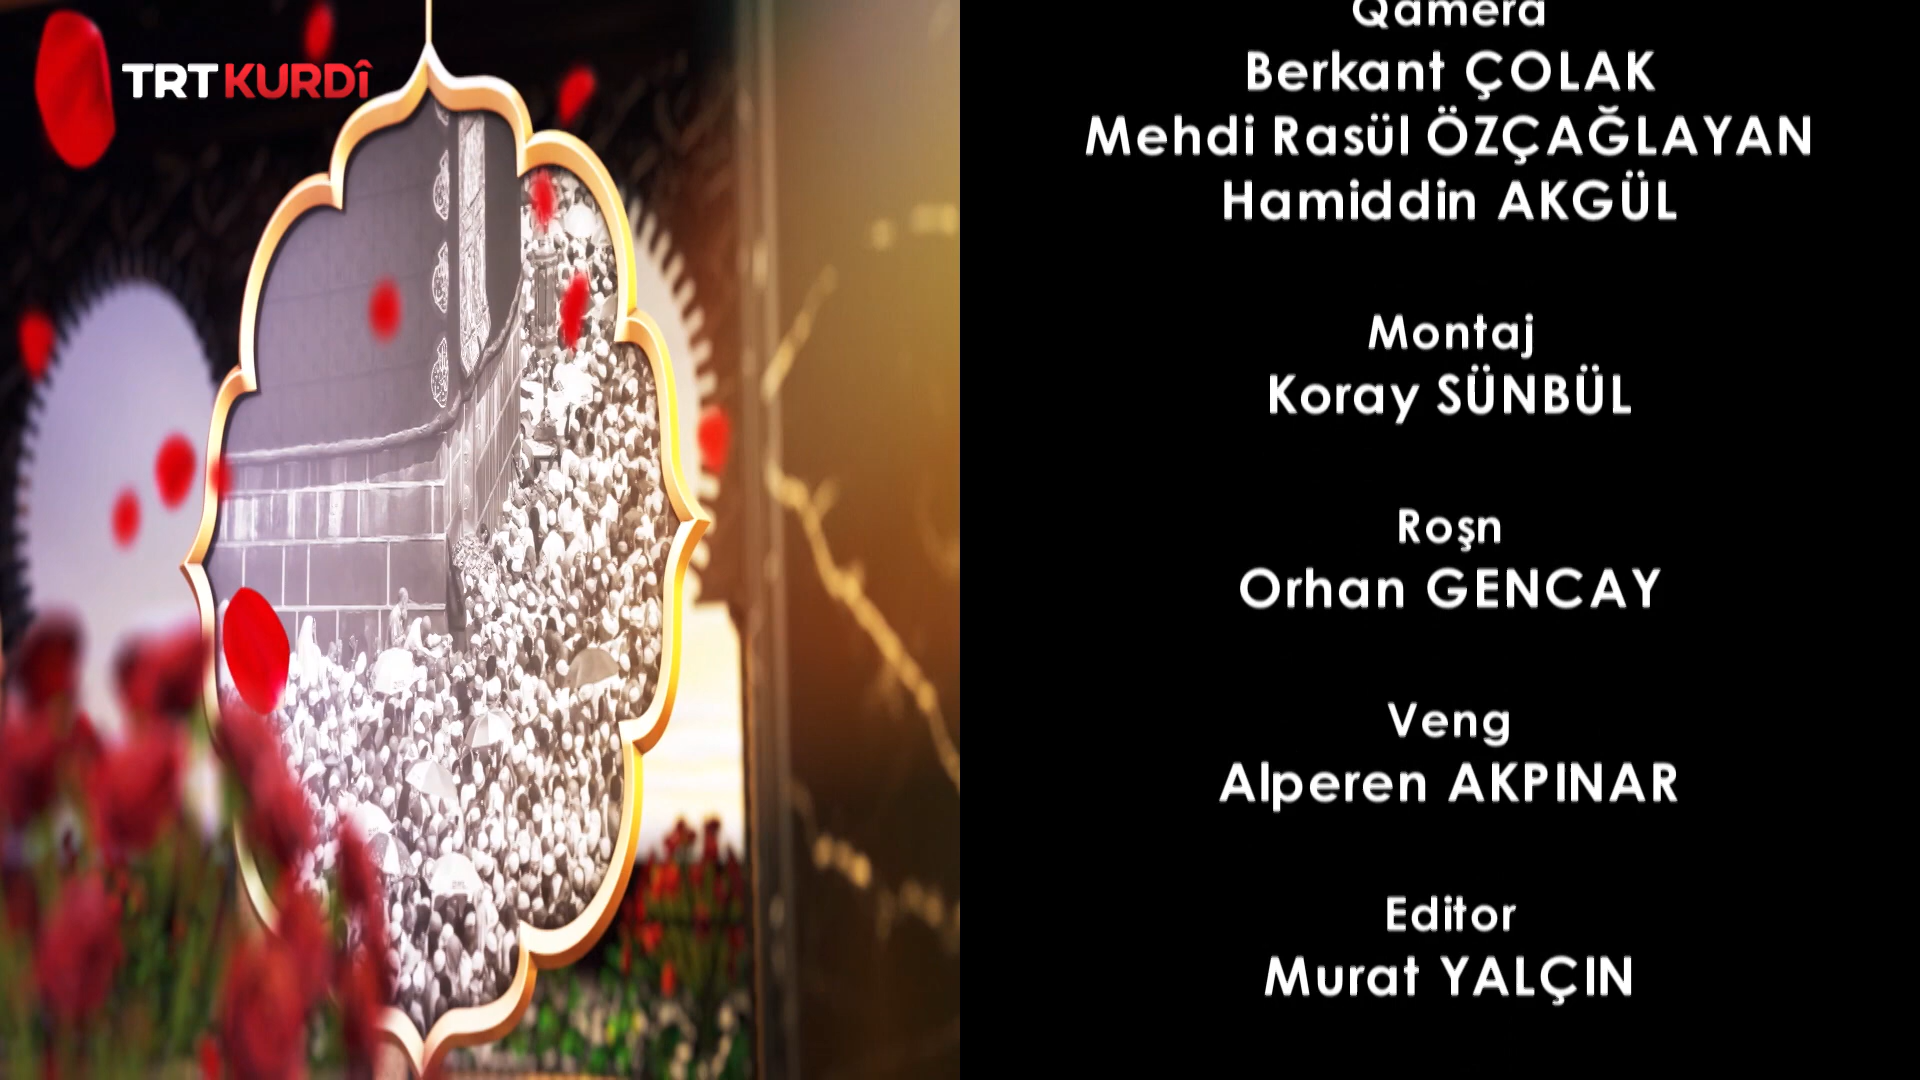 TRT KURDÎ
Qamera
Berkant ÇOLAK
Mehdi Rasül ÖZÇAĞLAYAN
Hamiddin AKGÜL
Montaj
Koray SÜNBÜL
Roşn
Orhan GENCAY
Veng
Alperen AKPINAR
Editor
Murat YALÇIN